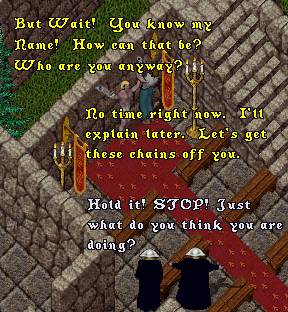 But Wait!  You know my
Name!  How can that be?
Who are you anyway?
No time right now.  I'll
explain later.  Let's get
these chains off you.
Hold it! STOP! Just
what do you think you are
doing?